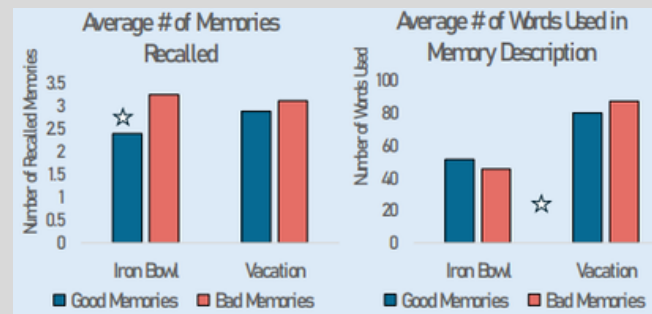 Average # of Memories
Recalled
Number of Recalled Memories
3.5
3
2.5
2
1.5
1
0.5
0
Iron Bowl
Vacation
Good Memories
Bad Memories
Average # of Words Used in
Memory Description
Number of Words Used
100
80
60
40
20
0
Iron Bowl
Vacation
Good Memories
Bad Memories